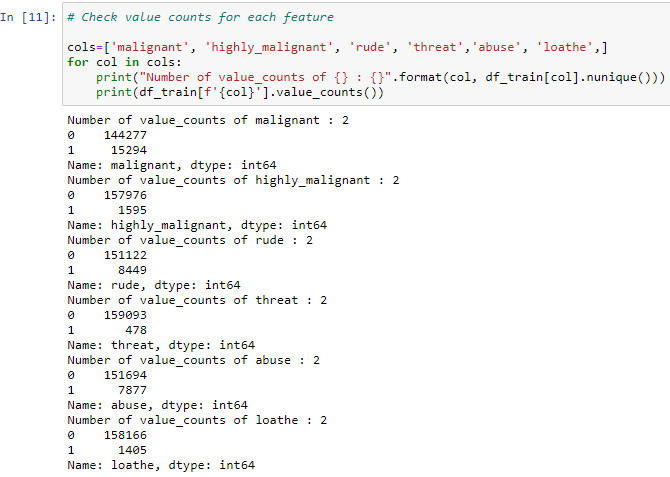 In [11]: # Check value counts for each feature
cols=['malignant', 'highly_malignant', 'rude', 'threat','abuse', 'loathe',]
for col in cols:
    print("Number of value_counts of {} : {}".format(col, df_train[col].nunique()))
    print(df_train[f'{col}'].value_counts())
Number of value_counts of malignant : 2
0    144277
1     15294
Name: malignant, dtype: int64
Number of value_counts of highly_malignant : 2
0    157976
1      1595
Name: highly_malignant, dtype: int64
Number of value_counts of rude : 2
0    151122
1      8449
Name: rude, dtype: int64
Number of value_counts of threat : 2
0    159093
1       478
Name: threat, dtype: int64
Number of value_counts of abuse : 2
0    151694
1      7877
Name: abuse, dtype: int64
Number of value_counts of loathe : 2
0    158166
1      1405
Name: loathe, dtype: int64